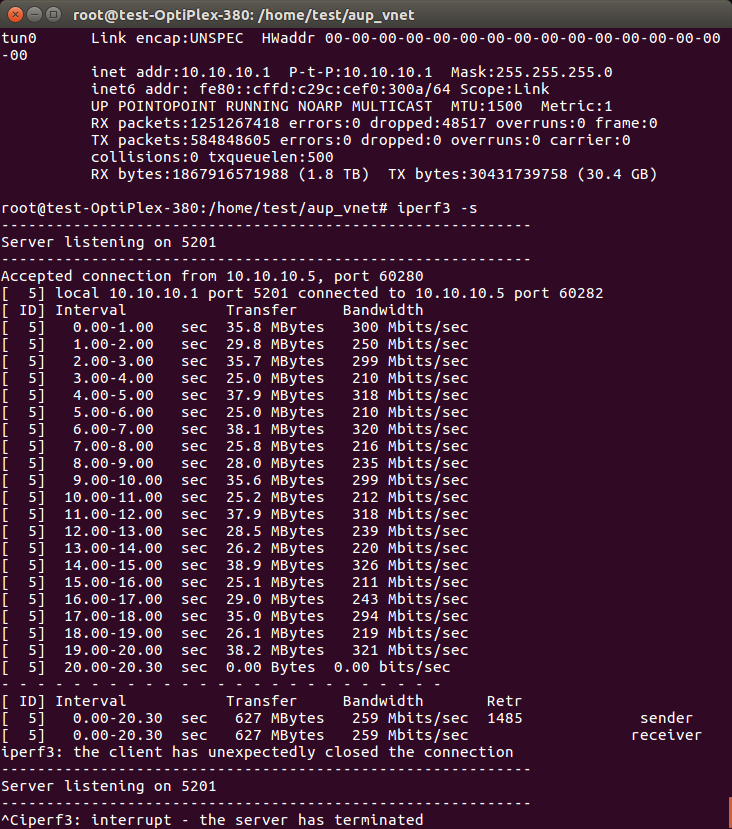 root@test-OptiPlex-380: /home/test/aup_vnet
tun0      Link encap:UNSPEC  HWaddr 00-00-00-00-00-00-00-00-00-00-00-00-00-00-00
-00
          inet addr:10.10.10.1  P-t-P:10.10.10.1  Mask:255.255.255.0
          inet6 addr: fe80::cffd:c29c:cef0:300a/64 Scope:Link
          UP POINTOPOINT RUNNING NOARP MULTICAST  MTU:1500  Metric:1
          RX packets:1251267418 errors:0 dropped:48517 overruns:0 frame:0
          TX packets:584848605 errors:0 dropped:0 overruns:0 carrier:0
          collisions:0 txqueuelen:500
          RX bytes:1867916571988 (1.8 TB)  TX bytes:30431739758 (30.4 GB)

root@test-OptiPlex-380:/home/test/aup_vnet# iperf3 -s
-----------------------------------------------------------
Server listening on 5201
-----------------------------------------------------------
Accepted connection from 10.10.10.5, port 60280
[  5] local 10.10.10.1 port 5201 connected to 10.10.10.5 port 60282
[ ID] Interval           Transfer     Bandwidth
[  5]   0.00-1.00   sec  35.8 MBytes   300 Mbits/sec
[  5]   1.00-2.00   sec  29.8 MBytes   250 Mbits/sec
[  5]   2.00-3.00   sec  35.7 MBytes   299 Mbits/sec
[  5]   3.00-4.00   sec  25.0 MBytes   210 Mbits/sec
[  5]   4.00-5.00   sec  37.9 MBytes   318 Mbits/sec
[  5]   5.00-6.00   sec  25.0 MBytes   210 Mbits/sec
[  5]   6.00-7.00   sec  38.1 MBytes   320 Mbits/sec
[  5]   7.00-8.00   sec  25.8 MBytes   216 Mbits/sec
[  5]   8.00-9.00   sec  28.0 MBytes   235 Mbits/sec
[  5]   9.00-10.00  sec  35.6 MBytes   299 Mbits/sec
[  5]  10.00-11.00  sec  25.2 MBytes   212 Mbits/sec
[  5]  11.00-12.00  sec  37.9 MBytes   318 Mbits/sec
[  5]  12.00-13.00  sec  28.5 MBytes   239 Mbits/sec
[  5]  13.00-14.00  sec  26.2 MBytes   220 Mbits/sec
[  5]  14.00-15.00  sec  38.9 MBytes   326 Mbits/sec
[  5]  15.00-16.00  sec  25.1 MBytes   211 Mbits/sec
[  5]  16.00-17.00  sec  29.0 MBytes   243 Mbits/sec
[  5]  17.00-18.00  sec  35.0 MBytes   294 Mbits/sec
[  5]  18.00-19.00  sec  26.1 MBytes   219 Mbits/sec
[  5]  19.00-20.00  sec  38.2 MBytes   321 Mbits/sec
[  5]  20.00-20.30  sec  0.00 Bytes  0.00 bits/sec
- - - - - - - - - - - - - - - - - - - - - - - - -
[ ID] Interval           Transfer     Bandwidth       Retr
[  5]   0.00-20.30  sec   627 MBytes   259 Mbits/sec  1485             sender
[  5]   0.00-20.30  sec   627 MBytes   259 Mbits/sec                  receiver
iperf3: the client has unexpectedly closed the connection
-----------------------------------------------------------
Server listening on 5201
-----------------------------------------------------------
^Ciperf3: interrupt - the server has terminated